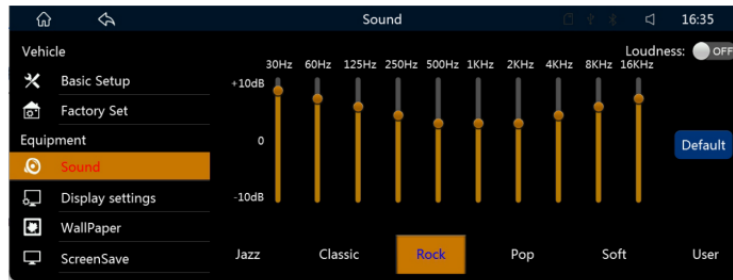 Sound 16:35
Vehicle
Loudness: OFF
30Hz 60Hz 125Hz 250Hz 500Hz 1KHz 2KHz 4KHz 8KHz 16KHz
Basic Setup
+10dB
Factory Set
Equipment
0
Default
Sound
Display settings
-10dB
WallPaper
Jazz Classic Rock Pop Soft User
ScreenSave